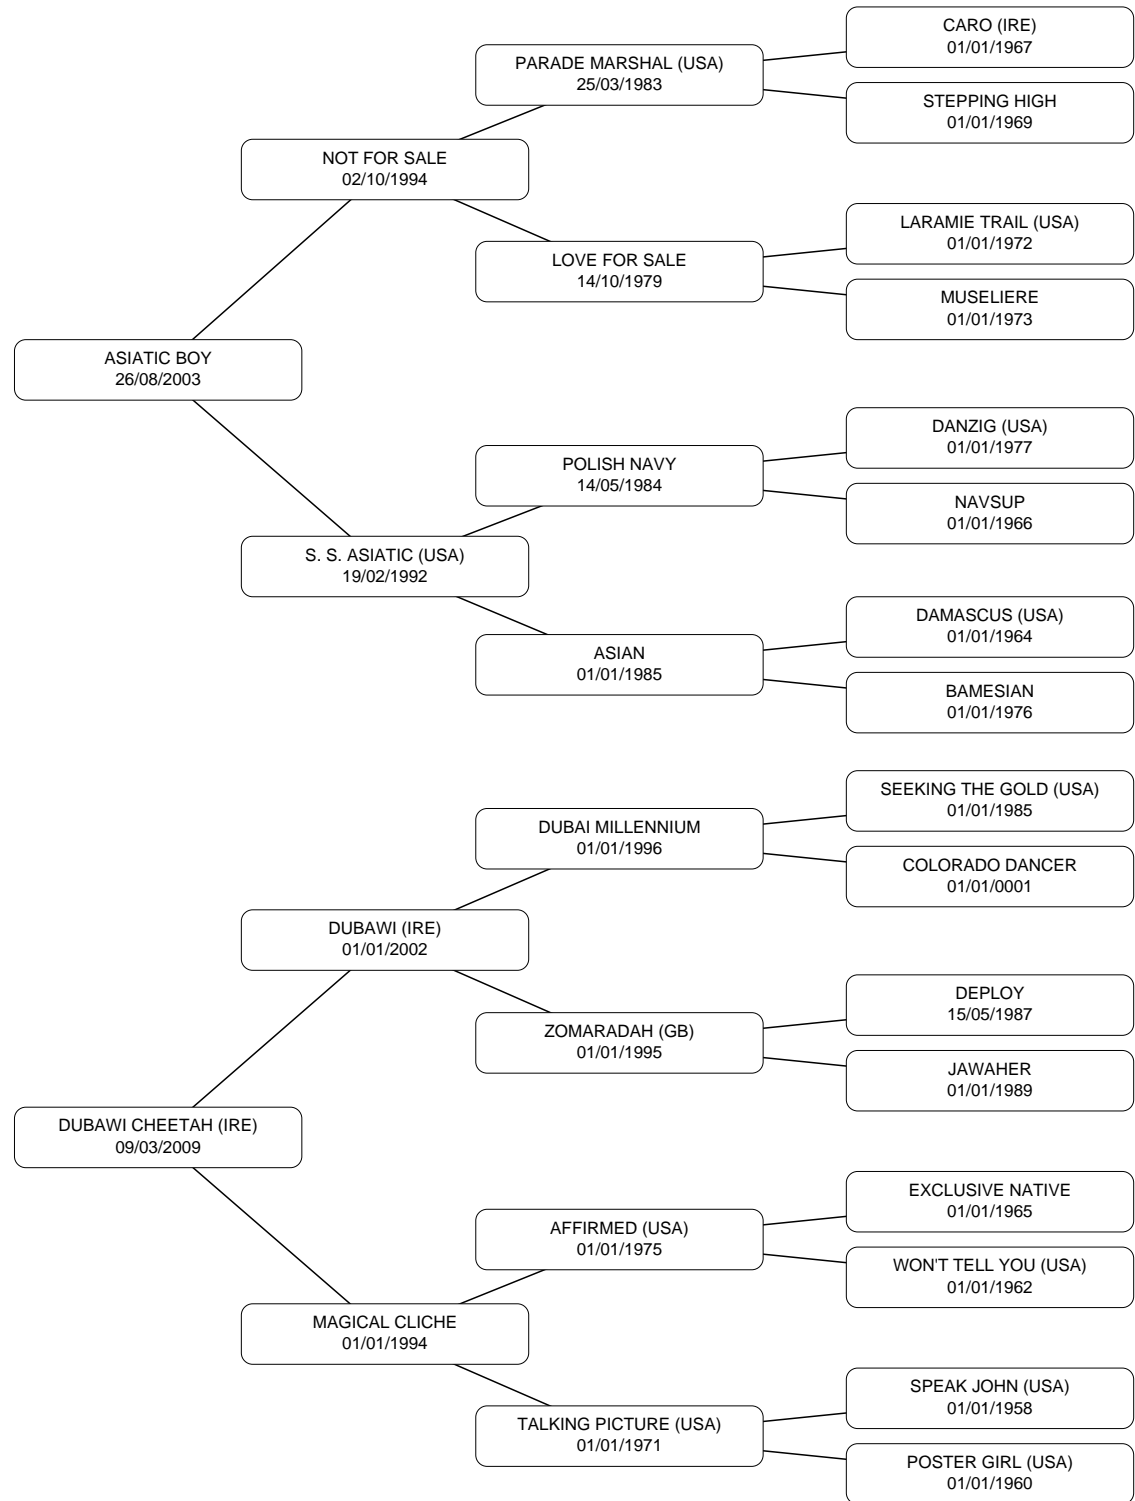 CARO (IRE)
01/01/1967
PARADE MARSHAL (USA)
25/03/1983
STEPPING HIGH
01/01/1969
NOT FOR SALE
02/10/1994
LARAMIE TRAIL (USA)
01/01/1972
LOVE FOR SALE
14/10/1979
MUSELIERE
01/01/1973
ASIATIC BOY
26/08/2003
DANZIG (USA)
01/01/1977
POLISH NAVY
14/05/1984
NAVSUP
01/01/1966
S. S. ASIATIC (USA)
19/02/1992
DAMASCUS (USA)
01/01/1964
ASIAN
01/01/1985
BAMESIAN
01/01/1976
SEEKING THE GOLD (USA)
01/01/1985
DUBAI MILLENNIUM
01/01/1996
COLORADO DANCER
01/01/0001
DUBAWI (IRE)
01/01/2002
DEPLOY
15/05/1987
ZOMARADAH (GB)
01/01/1995
JAWAHER
01/01/1989
DUBAWI CHEETAH (IRE)
09/03/2009
EXCLUSIVE NATIVE
01/01/1965
AFFIRMED (USA)
01/01/1975
WON'T TELL YOU (USA)
01/01/1962
MAGICAL CLICHE
01/01/1994
SPEAK JOHN (USA)
01/01/1958
TALKING PICTURE (USA)
01/01/1971
POSTER GIRL (USA)
01/01/1960